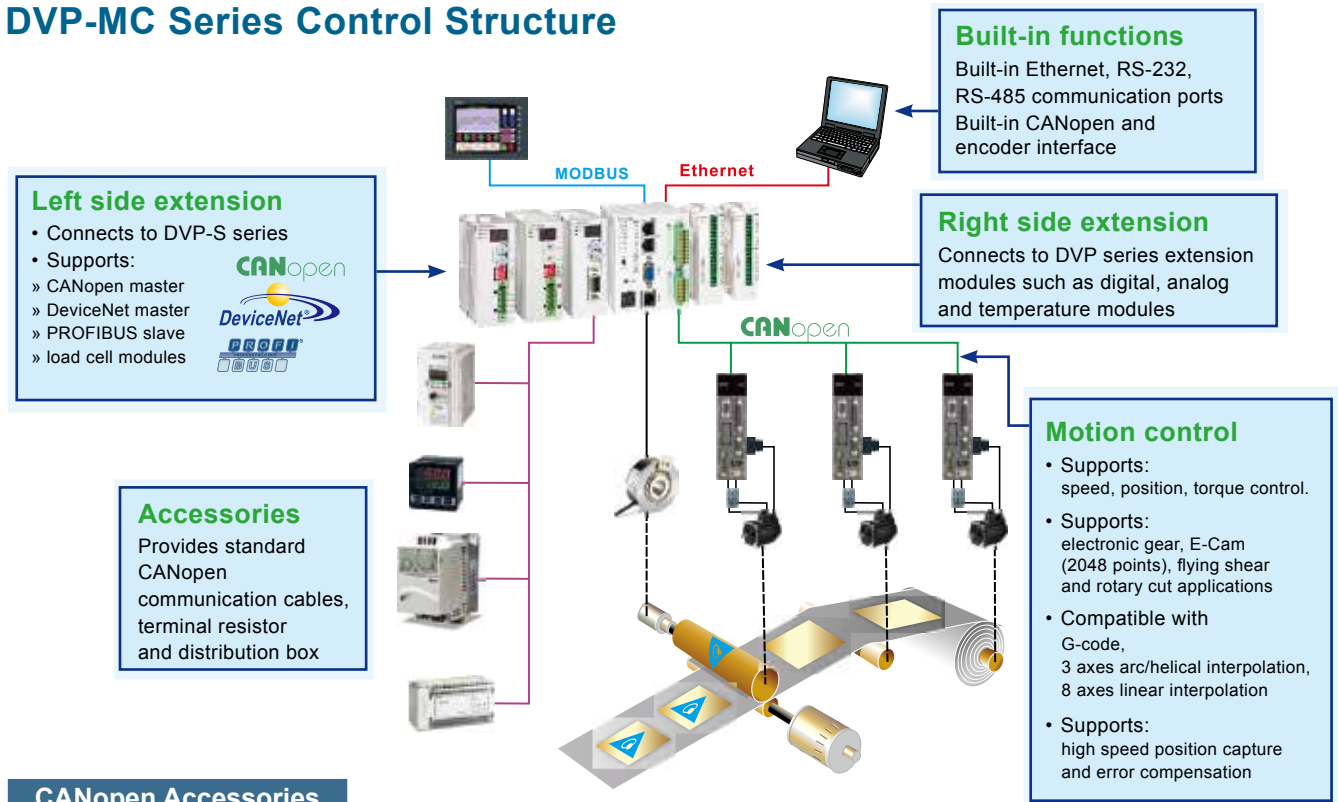 DVP-MC Series Control Structure
Built-in functions
Built-in Ethernet, RS-232,
RS-485 communication ports
Built-in CANopen and
encoder interface
MODBUS
Ethernet
Left side extension
• Connects to DVP-S series
• Supports:
» CANopen master
» DeviceNet master
» PROFIBUS slave
» load cell modules
CANopen
DeviceNet®
PROFI®
BUS
Right side extension
Connects to DVP series extension
modules such as digital, analog
and temperature modules
CANopen
Accessories
Provides standard
CANopen
communication cables,
terminal resistor
and distribution box
Motion control
• Supports:
speed, position, torque control.
• Supports:
electronic gear, E-Cam
(2048 points), flying shear
and rotary cut applications
• Compatible with
G-code,
3 axes arc/helical interpolation,
8 axes linear interpolation
• Supports:
high speed position capture
and error compensation
CANopen Accessories